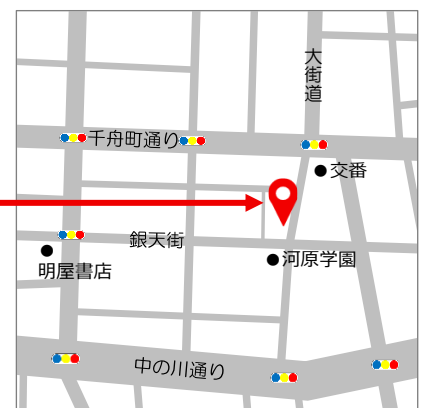 大街道
千舟町通り
交番
銀天街
河原学園
明屋書店
中の川通り